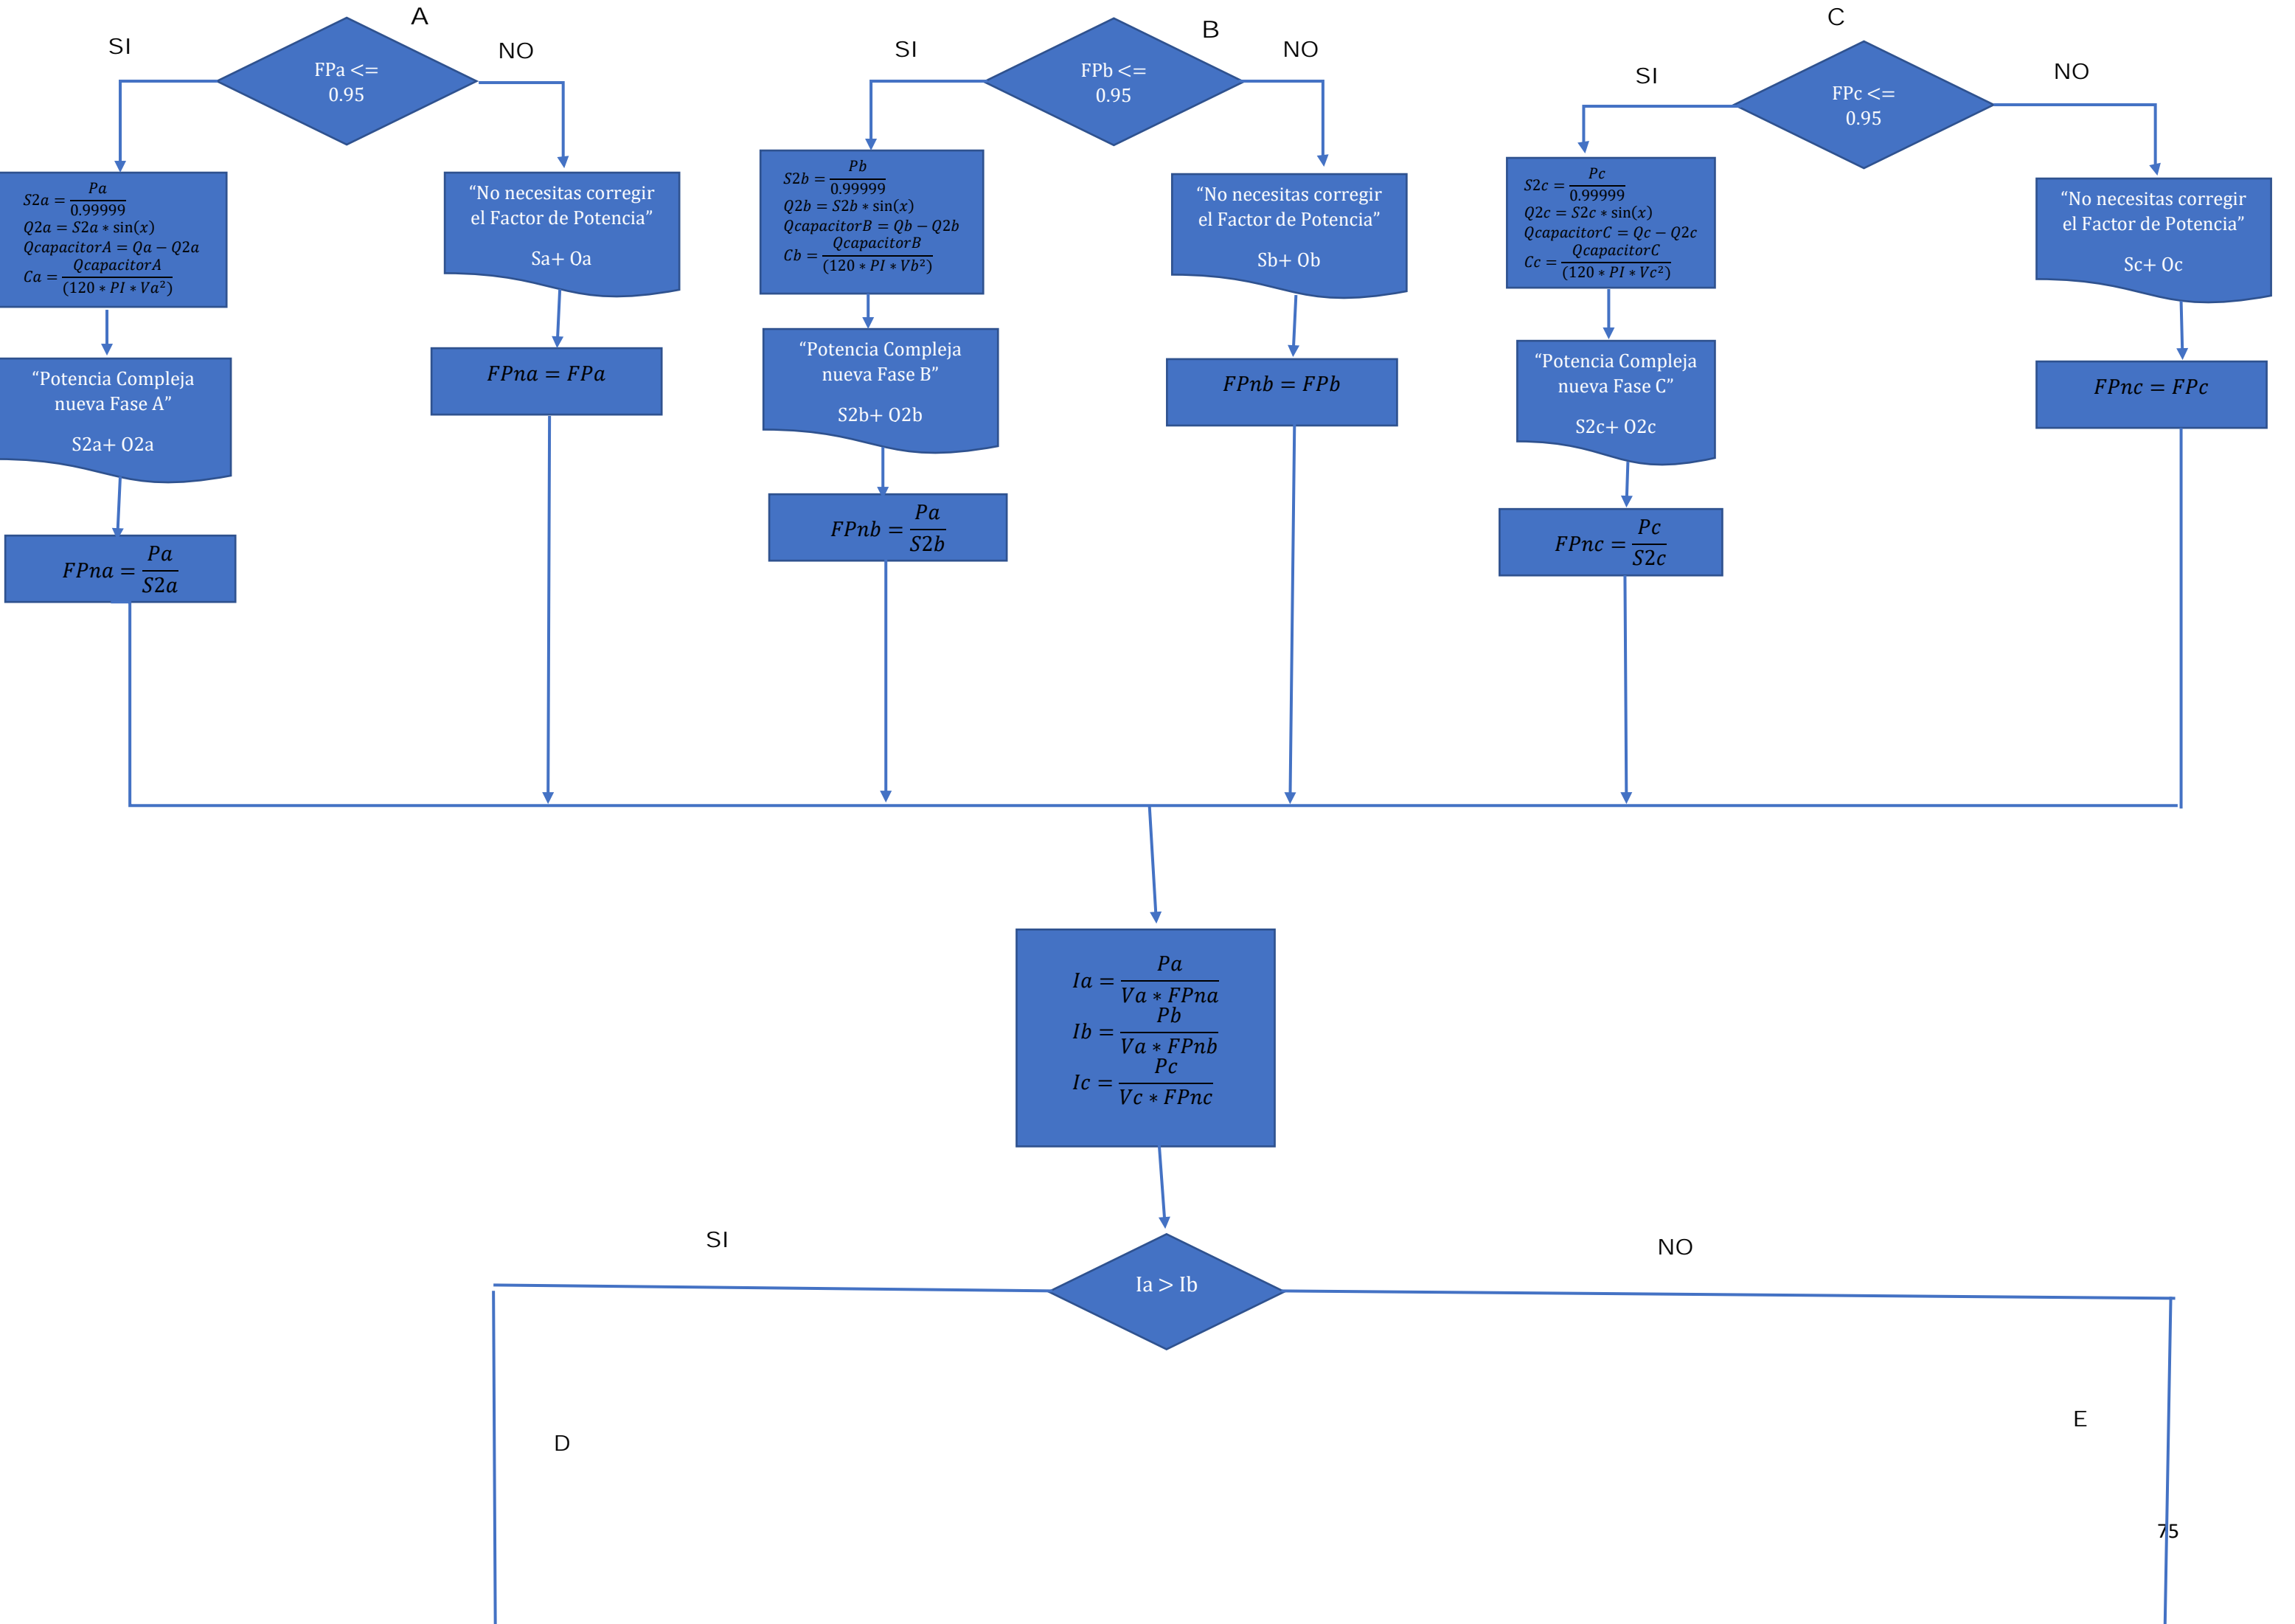 A
SI
NO
FPa <=
0.95
S2a = Pa / 0.99999
Q2a = S2a ∗ sin(x)
QcapacitorA = Qa − Q2a
Ca = QcapacitorA / (120 ∗ PI ∗ Va²)
“Potencia Compleja
nueva Fase A”
S2a+ O2a
FPna = Pa / S2a
“No necesitas corregir
el Factor de Potencia”
Sa+ Oa
FPna = FPa
B
SI
NO
FPb <=
0.95
S2b = Pb / 0.99999
Q2b = S2b ∗ sin(x)
QcapacitorB = Qb − Q2b
Cb = QcapacitorB / (120 ∗ PI ∗ Vb²)
“Potencia Compleja
nueva Fase B”
S2b+ O2b
FPnb = Pa / S2b
“No necesitas corregir
el Factor de Potencia”
Sb+ Ob
FPnb = FPb
C
SI
NO
FPc <=
0.95
S2c = Pc / 0.99999
Q2c = S2c ∗ sin(x)
QcapacitorC = Qc − Q2c
Cc = QcapacitorC / (120 ∗ PI ∗ Vc²)
“Potencia Compleja
nueva Fase C”
S2c+ O2c
FPnc = Pc / S2c
“No necesitas corregir
el Factor de Potencia”
Sc+ Oc
FPnc = FPc
Ia = Pa / Va ∗ FPna
Ib = Pb / Va ∗ FPnb
Ic = Pc / Vc ∗ FPnc
SI
NO
Ia > Ib
D
E
75